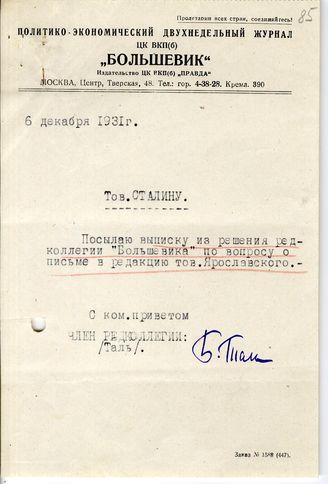 Пролетарии всех стран, соединяйтесь!
85
ПОЛИТИКО-ЭКОНОМИЧЕСКИЙ ДВУХНЕДЕЛЬНЫЙ ЖУРНАЛ
ЦК ВКП(б)
„БОЛЬШЕВИК“
Издательство ЦК ВКП(б) „ПРАВДА“
МОСКВА, Центр, Тверская, 48. Тел.: гор. 4-38-28. Кремл. 390
6 декабря 1931г.
Тов.СТАЛИНУ.
Посылаю выписку из решения ред-
коллегии "Большевика" по вопросу о
письме в редакцию тов.Ярославского.-
С ком.приветом
ЧЛЕН РЕДКОЛЛЕГИИ:
/Таль/.
Б. Таль
Заказ № 1588 (447).